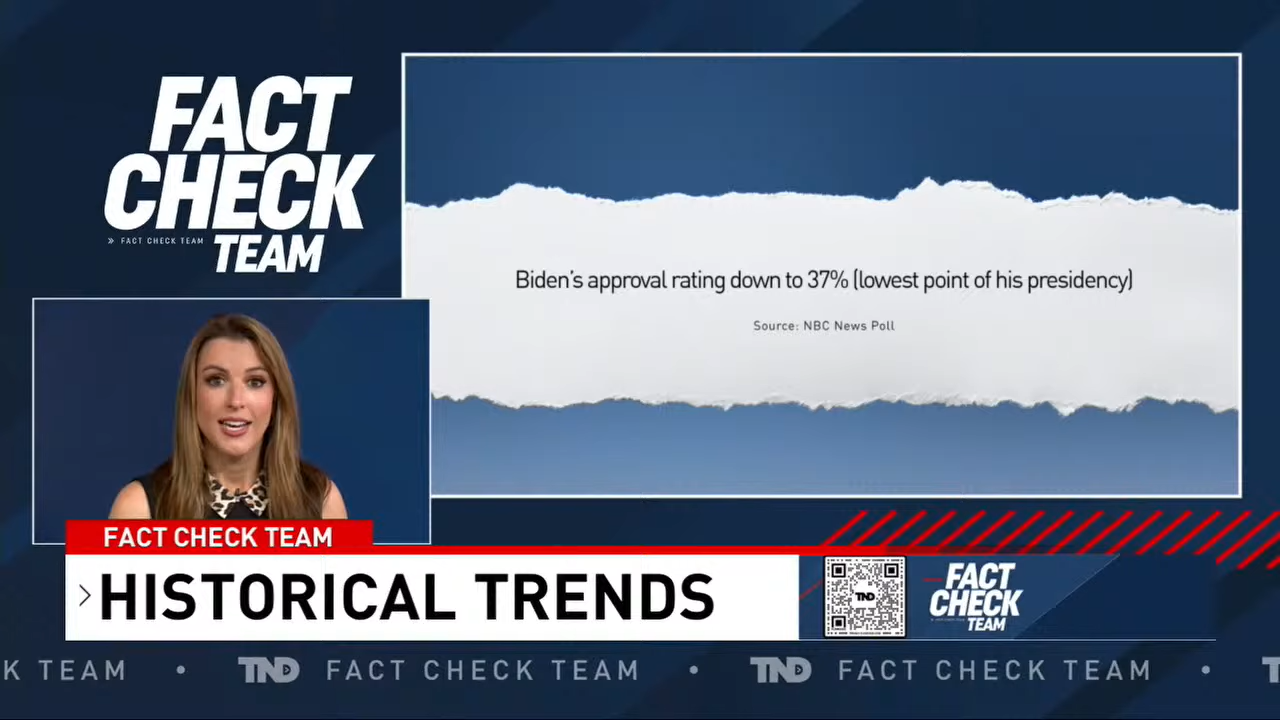 FACT
CHECK
» FACT CHECK TEAM
TEAM
Biden's approval rating down to 37% (lowest point of his presidency)
Source: NBC News Poll
FACT CHECK TEAM
HISTORICAL TRENDS
TND
FACT
CHECK
TEAM
K TEAM • TND FACT CHECK TEAM • TND FACT CHECK TEAM • T